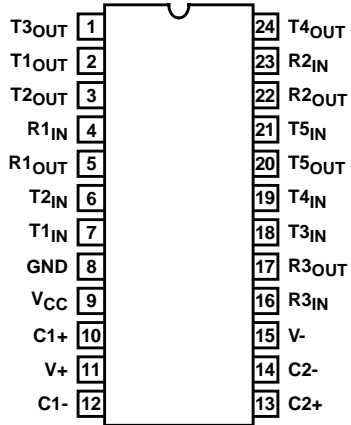 T3OUT 1 24 T4OUT
T1OUT 2 23 R2IN
T2OUT 3 22 R2OUT
R1IN 4 21 T5IN
R1OUT 5 20 T5OUT
T2IN 6 19 T4IN
T1IN 7 18 T3IN
GND 8 17 R3OUT
VCC 9 16 R3IN
C1+ 10 15 V-
V+ 11 14 C2-
C1- 12 13 C2+